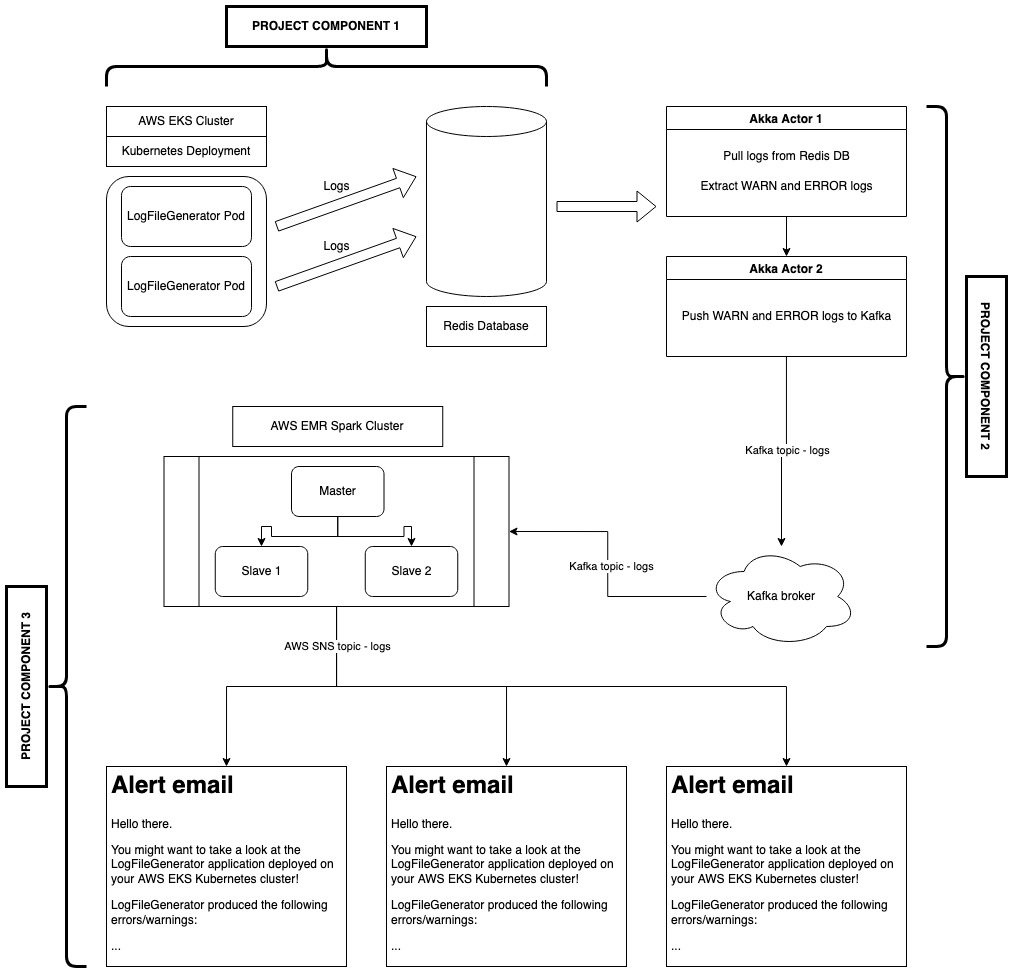 PROJECT COMPONENT 1
AWS EKS Cluster
Kubernetes Deployment
LogFileGenerator Pod
LogFileGenerator Pod
Logs
Logs
Redis Database
Akka Actor 1
Pull logs from Redis DB
Extract WARN and ERROR logs
Akka Actor 2
Push WARN and ERROR logs to Kafka
PROJECT COMPONENT 2
Kafka topic - logs
Kafka broker
Kafka topic - logs
AWS EMR Spark Cluster
Master
Slave 1
Slave 2
AWS SNS topic - logs
PROJECT COMPONENT 3
Alert email
Hello there.
You might want to take a look at the
LogFileGenerator application deployed on
your AWS EKS Kubernetes cluster!
LogFileGenerator produced the following
errors/warnings:
...
Alert email
Hello there.
You might want to take a look at the
LogFileGenerator application deployed on
your AWS EKS Kubernetes cluster!
LogFileGenerator produced the following
errors/warnings:
...
Alert email
Hello there.
You might want to take a look at the
LogFileGenerator application deployed on
your AWS EKS Kubernetes cluster!
LogFileGenerator produced the following
errors/warnings:
...